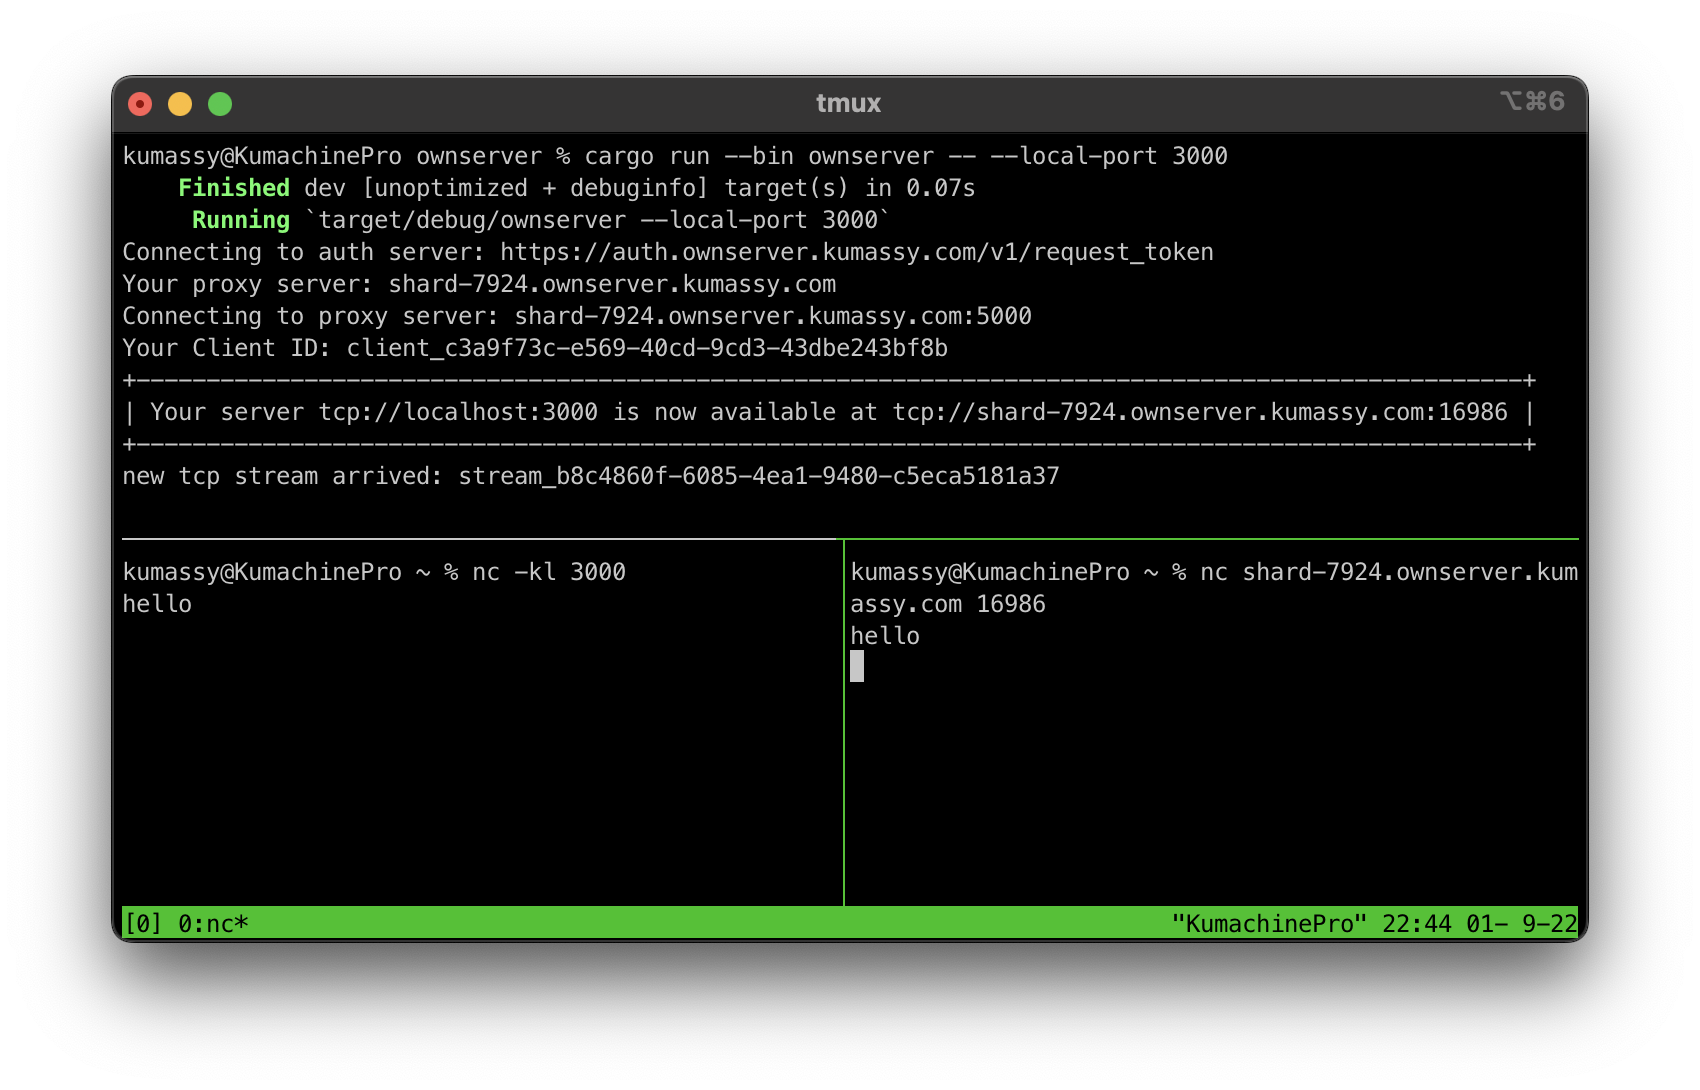 tmux
⌥⌘6
kumassy@KumachinePro ownserver % cargo run --bin ownserver -- --local-port 3000
    Finished dev [unoptimized + debuginfo] target(s) in 0.07s
     Running `target/debug/ownserver --local-port 3000`
Connecting to auth server: https://auth.ownserver.kumassy.com/v1/request_token
Your proxy server: shard-7924.ownserver.kumassy.com
Connecting to proxy server: shard-7924.ownserver.kumassy.com:5000
Your Client ID: client_c3a9f73c-e569-40cd-9cd3-43dbe243bf8b
+---------------------------------------------------------------------------------------------------+
| Your server tcp://localhost:3000 is now available at tcp://shard-7924.ownserver.kumassy.com:16986 |
+---------------------------------------------------------------------------------------------------+
new tcp stream arrived: stream_b8c4860f-6085-4ea1-9480-c5eca5181a37
kumassy@KumachinePro ~ % nc -kl 3000
hello
kumassy@KumachinePro ~ % nc shard-7924.ownserver.kum
assy.com 16986
hello
[0] 0:nc*
"KumachinePro" 22:44 01- 9-22